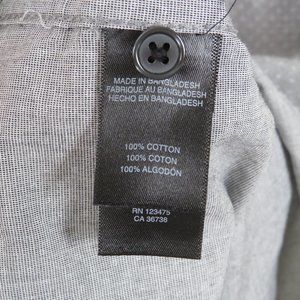 MADE IN BANGLADESH
FABRIQUE AU BANGLADESH
HECHO EN BANGLADESH
100% COTTON
100% COTON
100% ALGODÓN
RN 123475
CA 36738